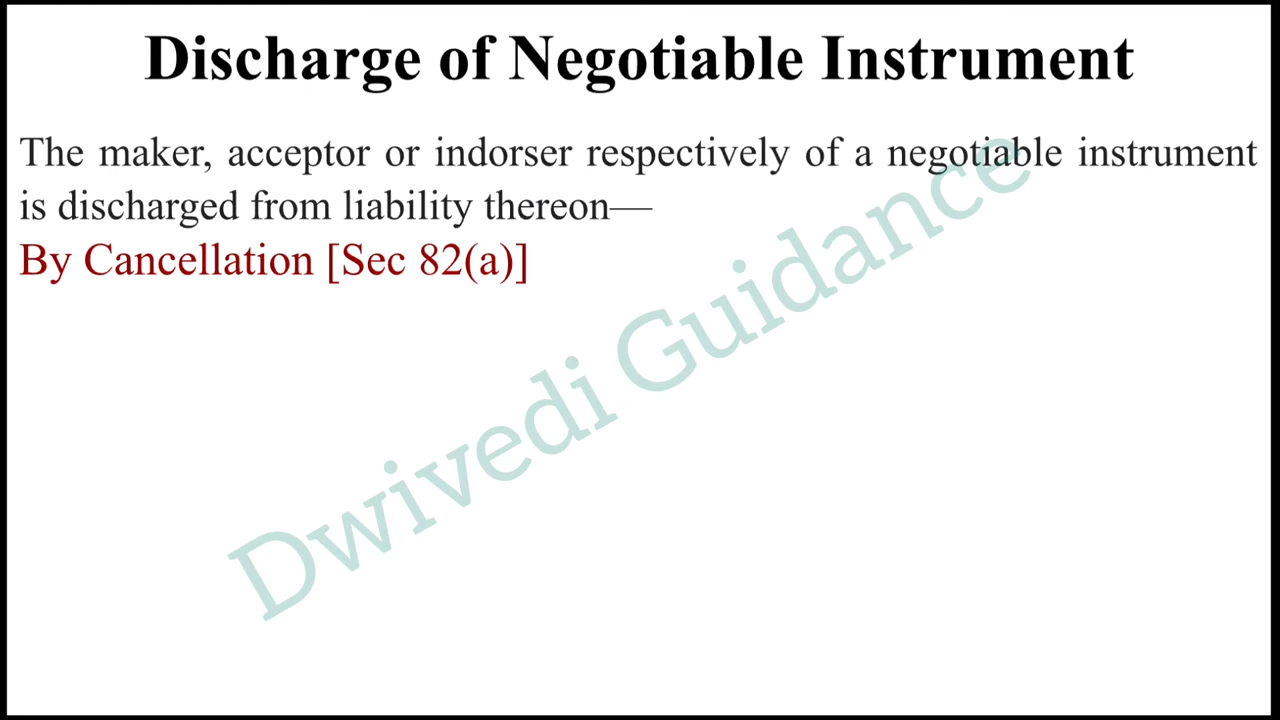 Discharge of Negotiable Instrument
The maker, acceptor or indorser respectively of a negotiable instrument
is discharged from liability thereon—
By Cancellation [Sec 82(a)]
Dwivedi Guidance